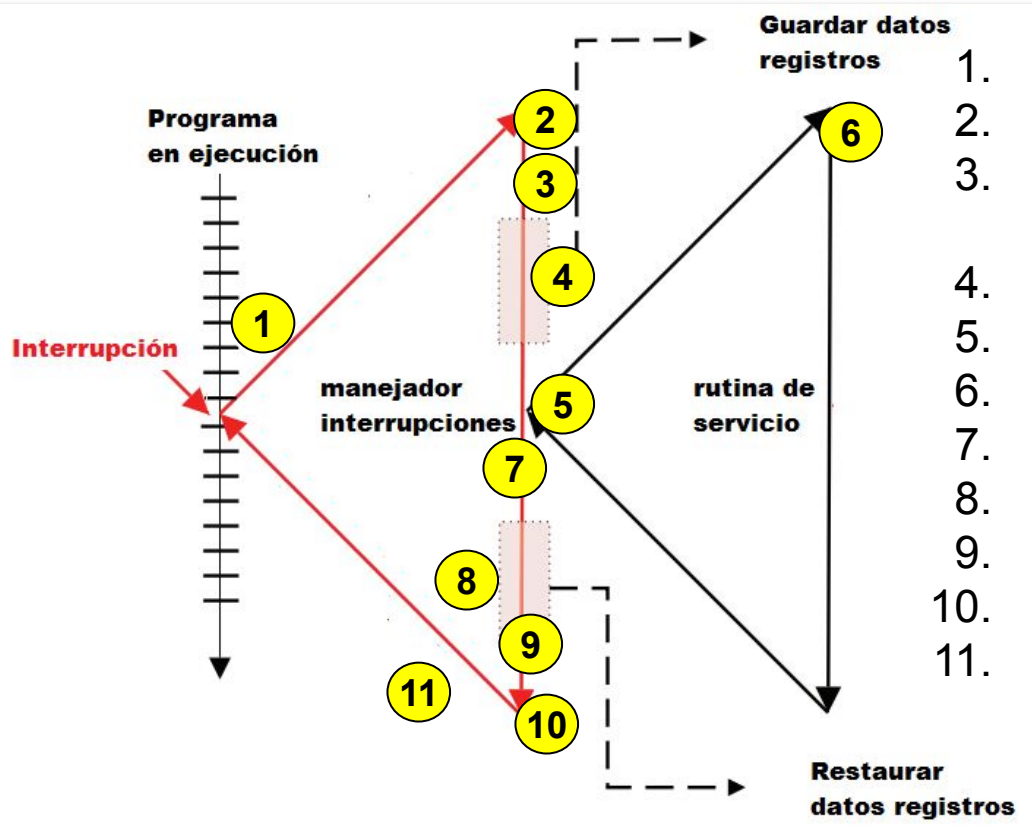 Guardar datos
registros
Programa
en ejecución
Interrupción
manejador
interrupciones
rutina de
servicio
Restaurar
datos registros
1
2
3
4
5
6
7
8
9
10
11
1.
2.
3.
4.
5.
6.
7.
8.
9.
10.
11.